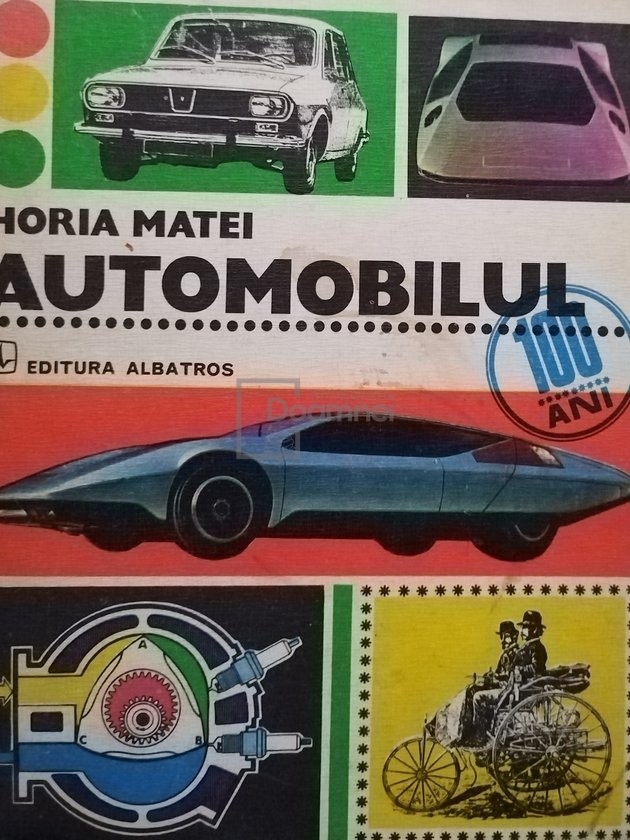 HORIA MATEI
AUTOMOBILUL
100
ANI
EDITURA ALBATROS
A
C
B